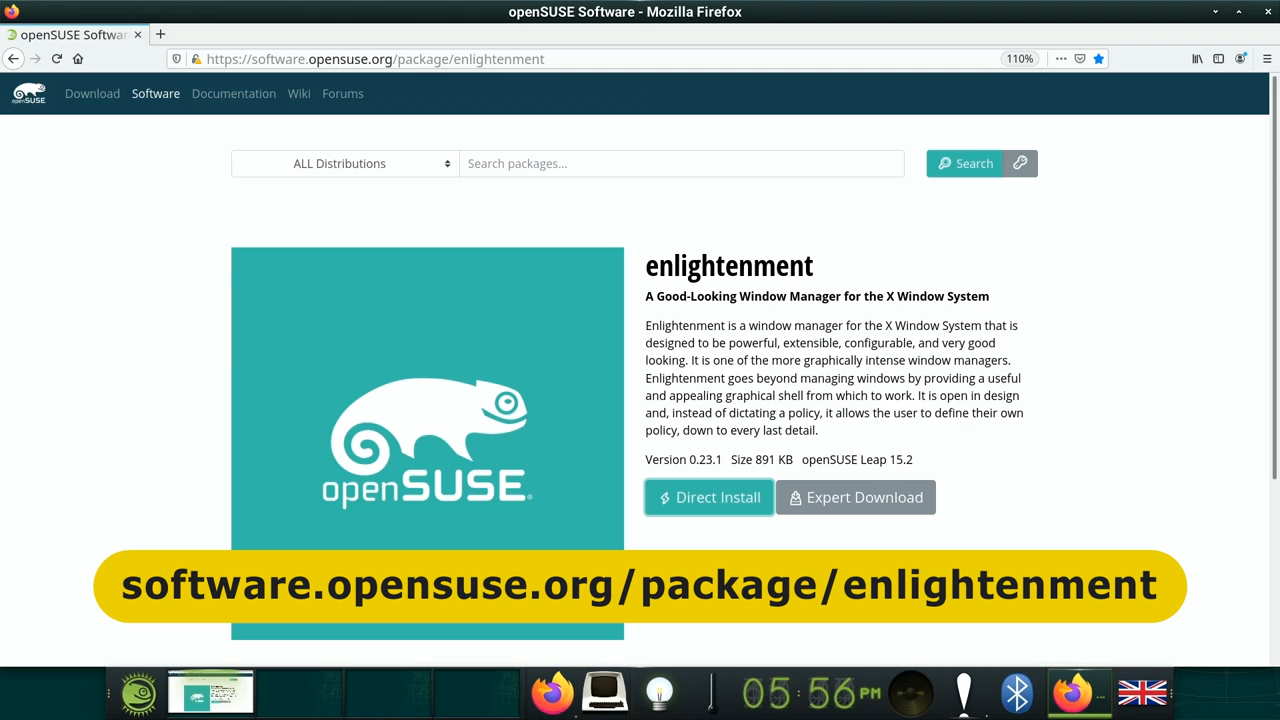 openSUSE Software - Mozilla Firefox
openSUSE Softwar
https://software.opensuse.org/package/enlightenment
110%
openSUSE
Download
Software
Documentation
Wiki
Forums
ALL Distributions
Search packages...
Search
openSUSE
enlightenment
A Good-Looking Window Manager for the X Window System
Enlightenment is a window manager for the X Window System that is
designed to be powerful, extensible, configurable, and very good
looking. It is one of the more graphically intense window managers.
Enlightenment goes beyond managing windows by providing a useful
and appealing graphical shell from which to work. It is open in design
and, instead of dictating a policy, it allows the user to define their own
policy, down to every last detail.
Version 0.23.1 Size 891 KB openSUSE Leap 15.2
Direct Install
Expert Download
software.opensuse.org/package/enlightenment
05:56 PM